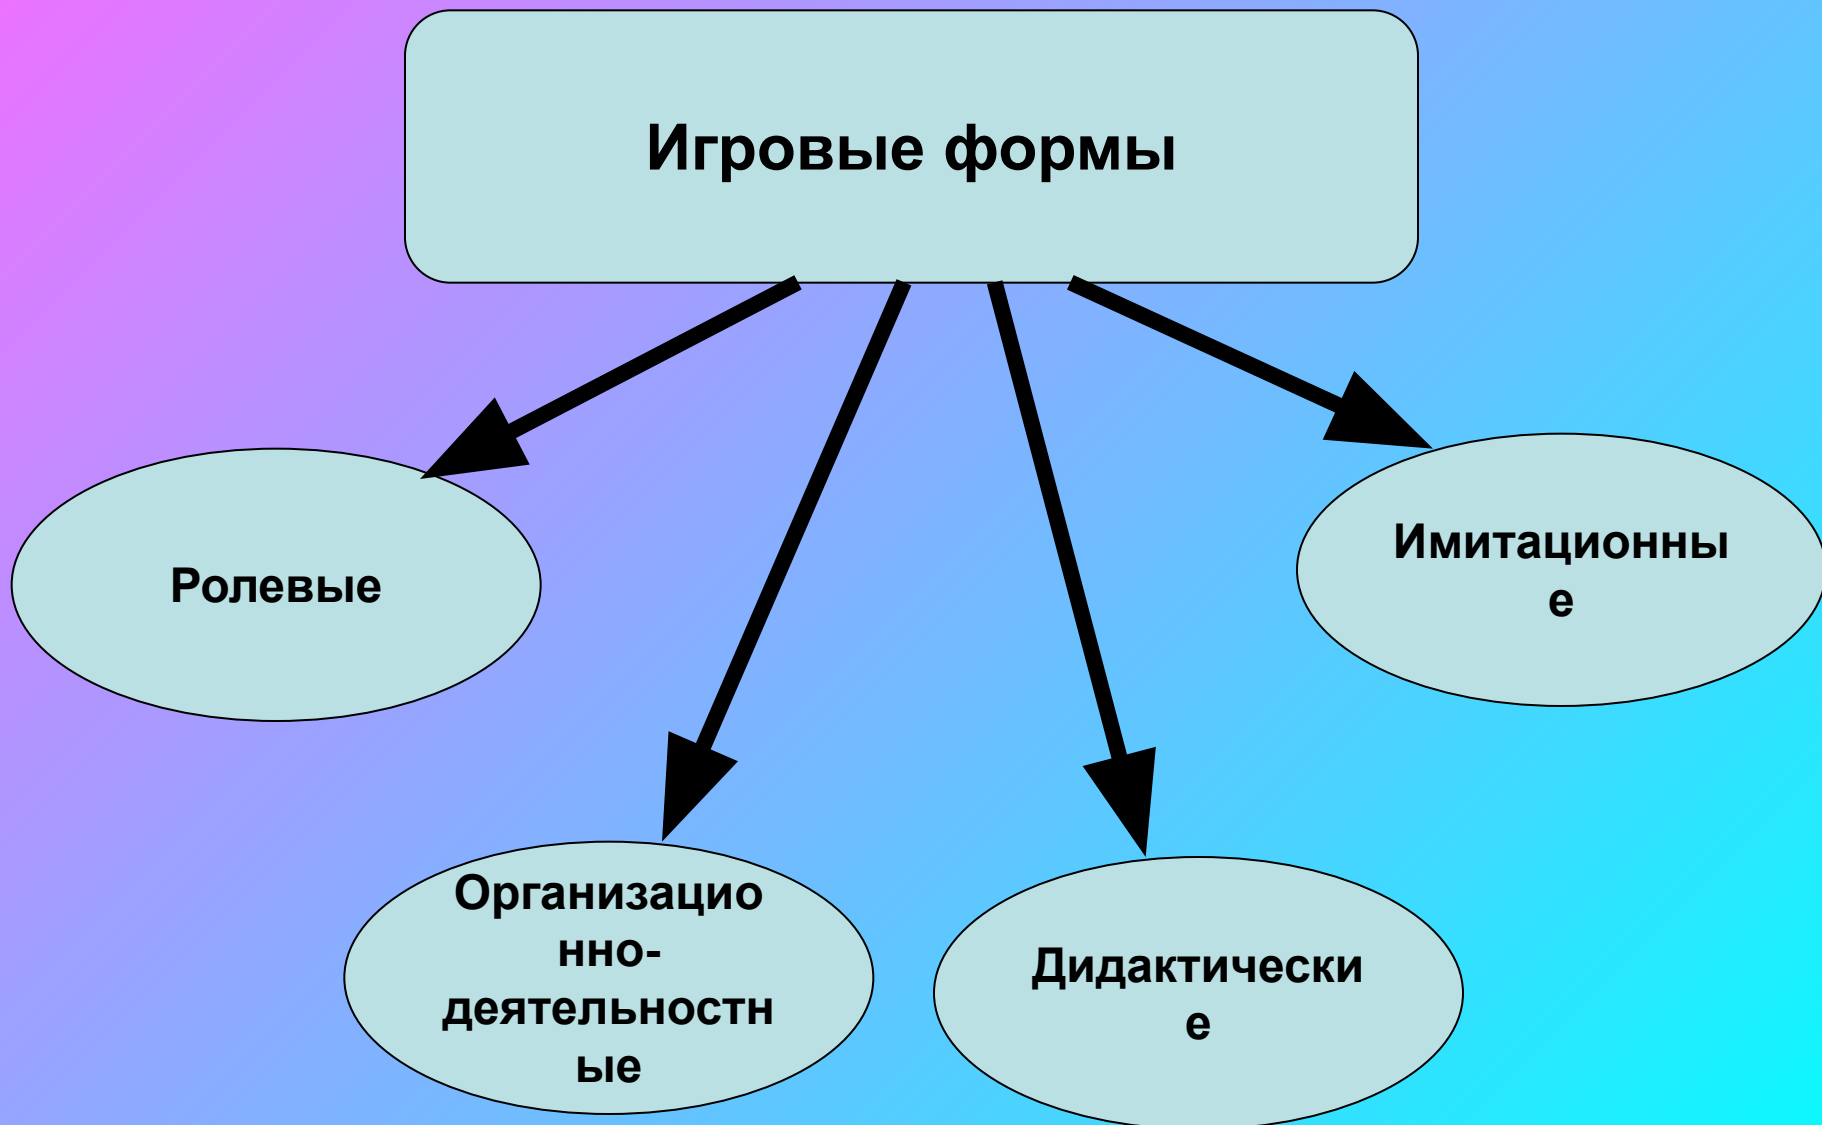 Игровые формы
Ролевые
Имитационны
е
Организацио
нно-
деятельностн
ые
Дидактически
е